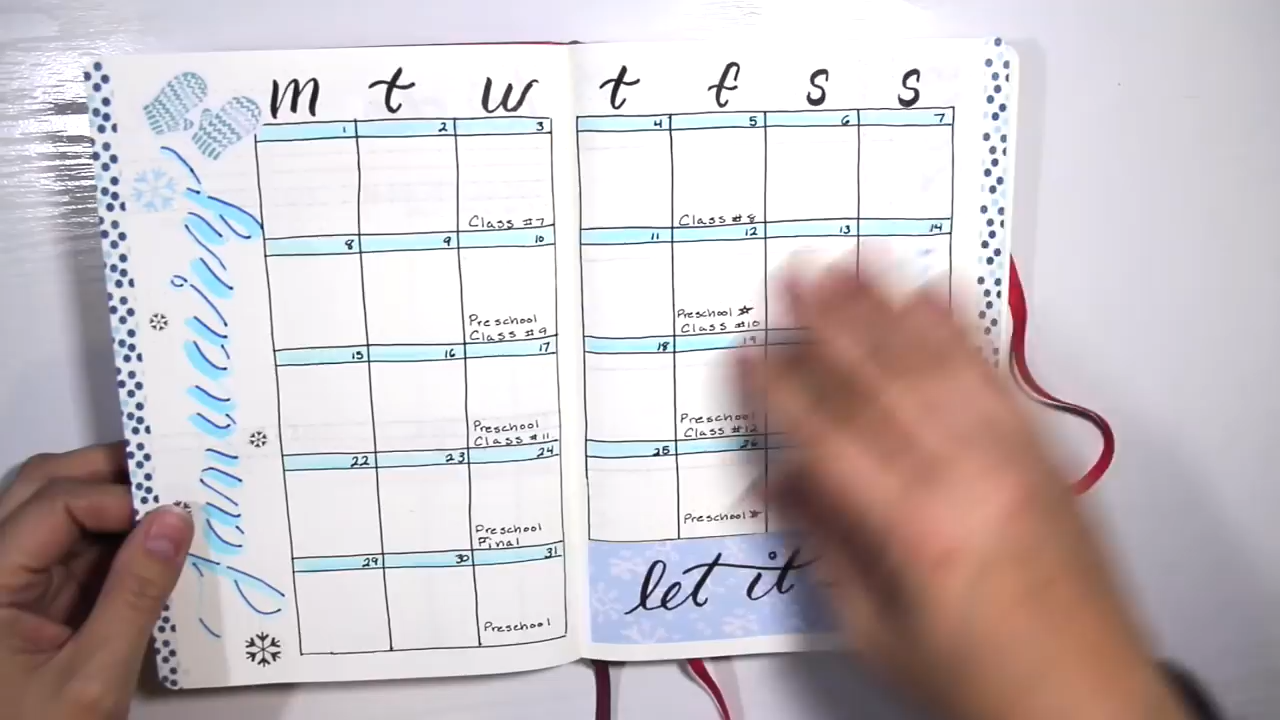 january
m t w t f s s
1 2 3 4 5 6 7
Class #7
Class #8
8 9 10 11 12 13 14
Preschool
Class #9
Preschool
Class #10
15 16 17 18 19
Preschool
Class #11
Preschool
Class #12
22 23 24 25 26
Preschool
Final
Preschool
29 30 31
Preschool
let it